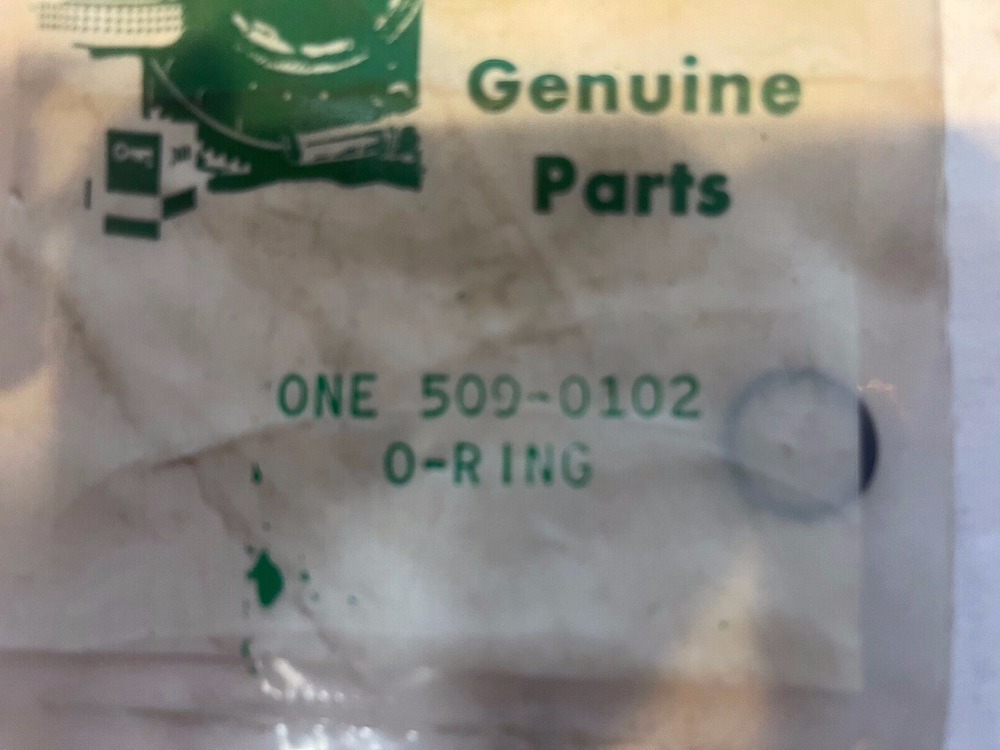 Genuine
Parts
ONE 509-0102
O-RING